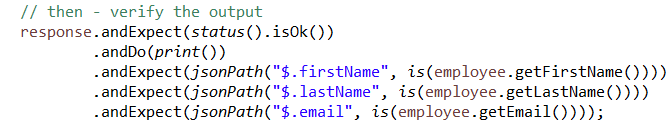 // then - verify the output
response.andExpect(status().isOk())
.andDo(print())
.andExpect(jsonPath("$.firstName", is(employee.getFirstName())))
.andExpect(jsonPath("$.lastName", is(employee.getLastName())))
.andExpect(jsonPath("$.email", is(employee.getEmail())));